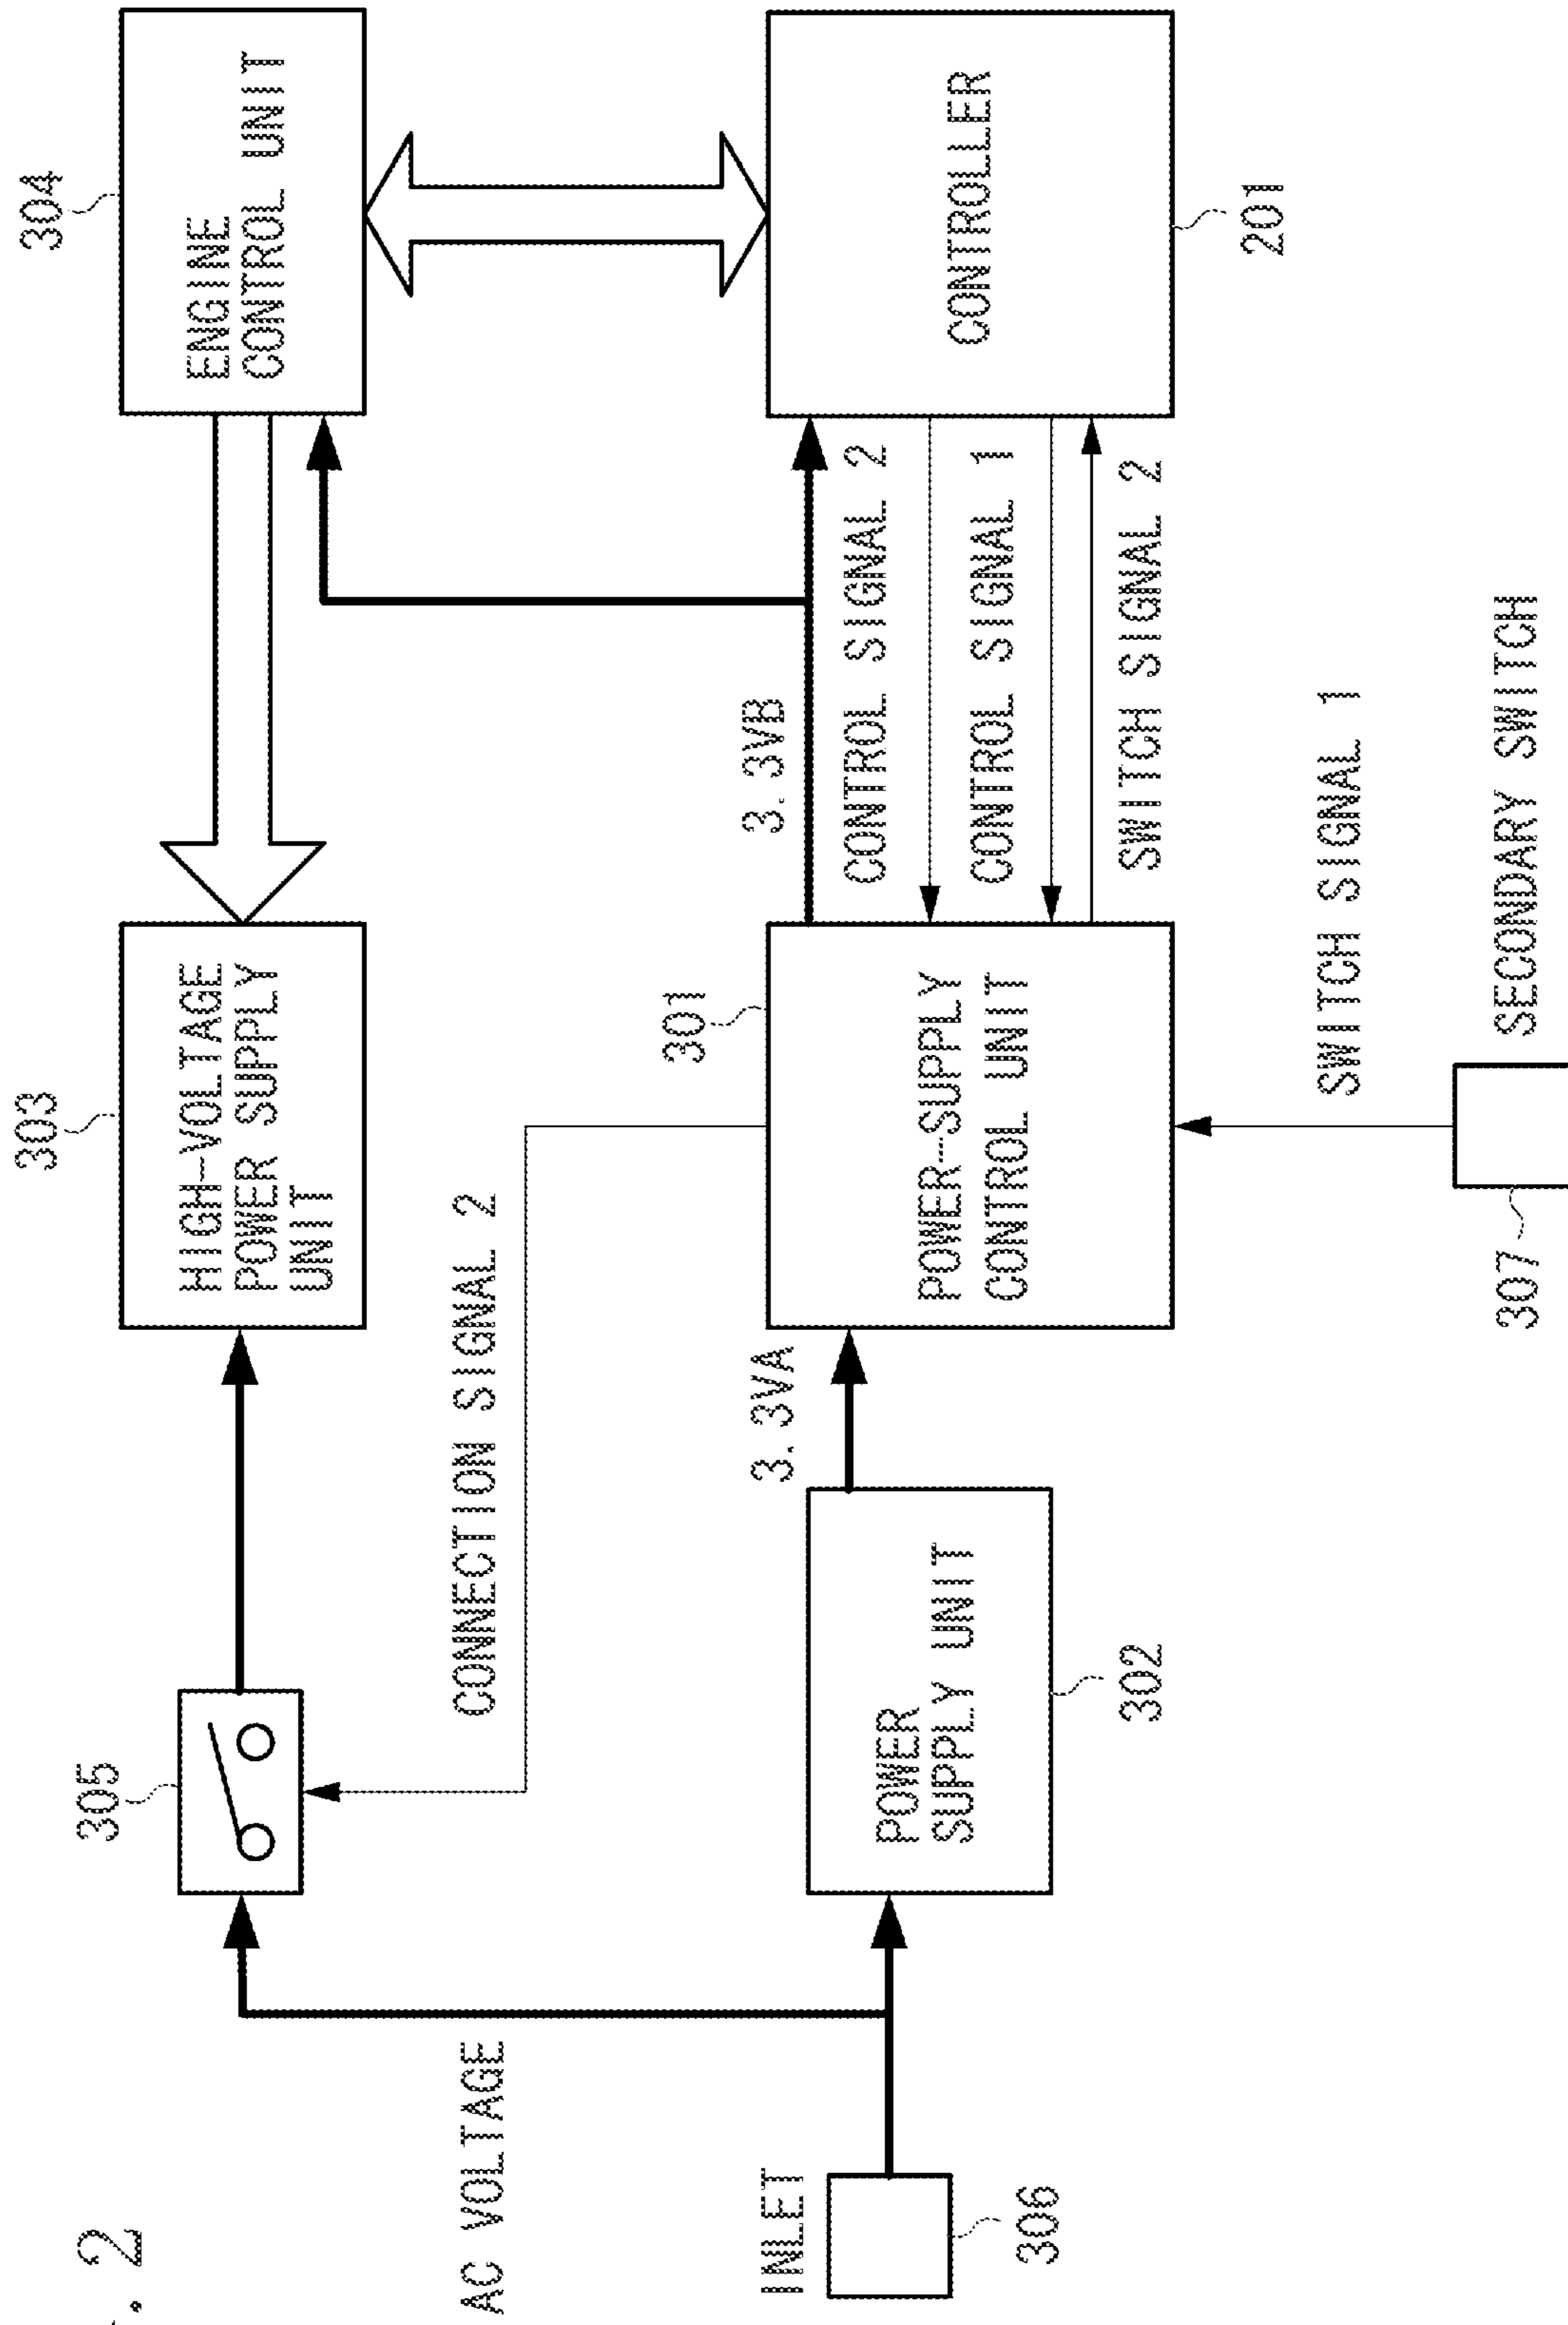 . 2
303
HIGH-VOLTAGE
POWER SUPPLY
UNIT
304
ENGINE
CONTROL UNIT
305
CONNECTION SIGNAL 2
AC VOLTAGE
INLET
306
POWER
SUPPLY UNIT
302
3. 3VA
301
POWER-SUPPLY
CONTROL UNIT
3. 3VB
CONTROL SIGNAL 2
CONTROL SIGNAL 1
SWITCH SIGNAL 2
CONTROLLER
201
SWITCH SIGNAL 1
307
SECONDARY SWITCH